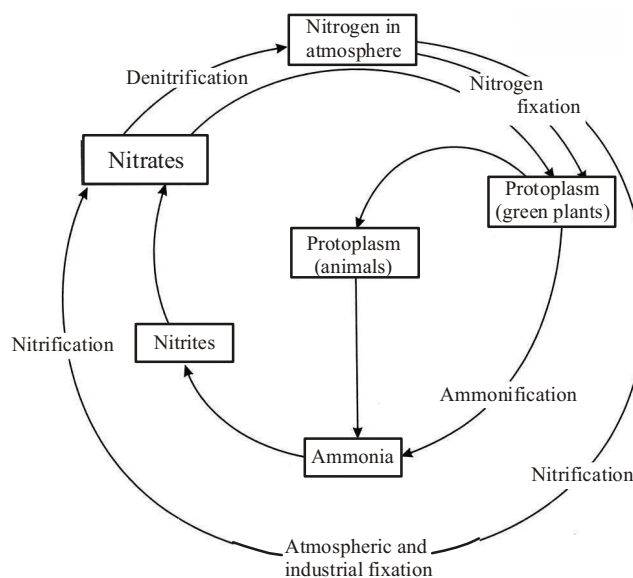 Nitrogen in
atmosphere
Denitrification
Nitrogen
fixation
Nitrates
Protoplasm
(green plants)
Protoplasm
(animals)
Nitrification
Nitrites
Ammonification
Ammonia
Nitrification
Atmospheric and
industrial fixation